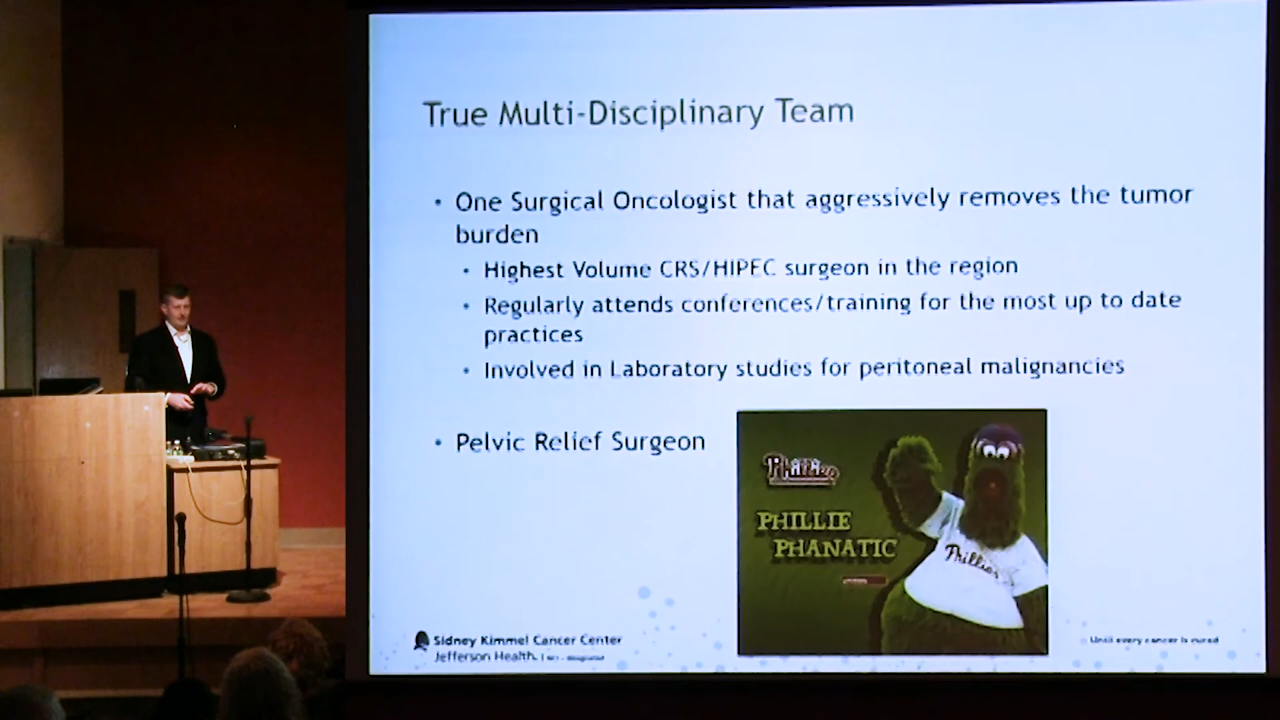 True Multi-Disciplinary Team
• One Surgical Oncologist that aggressively removes the tumor
burden
• Highest Volume CRS/HIPEC surgeon in the region
• Regularly attends conferences/training for the most up to date
practices
• Involved in Laboratory studies for peritoneal malignancies
• Pelvic Relief Surgeon
Phillies
PHILLIE
PHANATIC
Phillies
Sidney Kimmel Cancer Center
Jefferson Health.
Until every cancer is cured